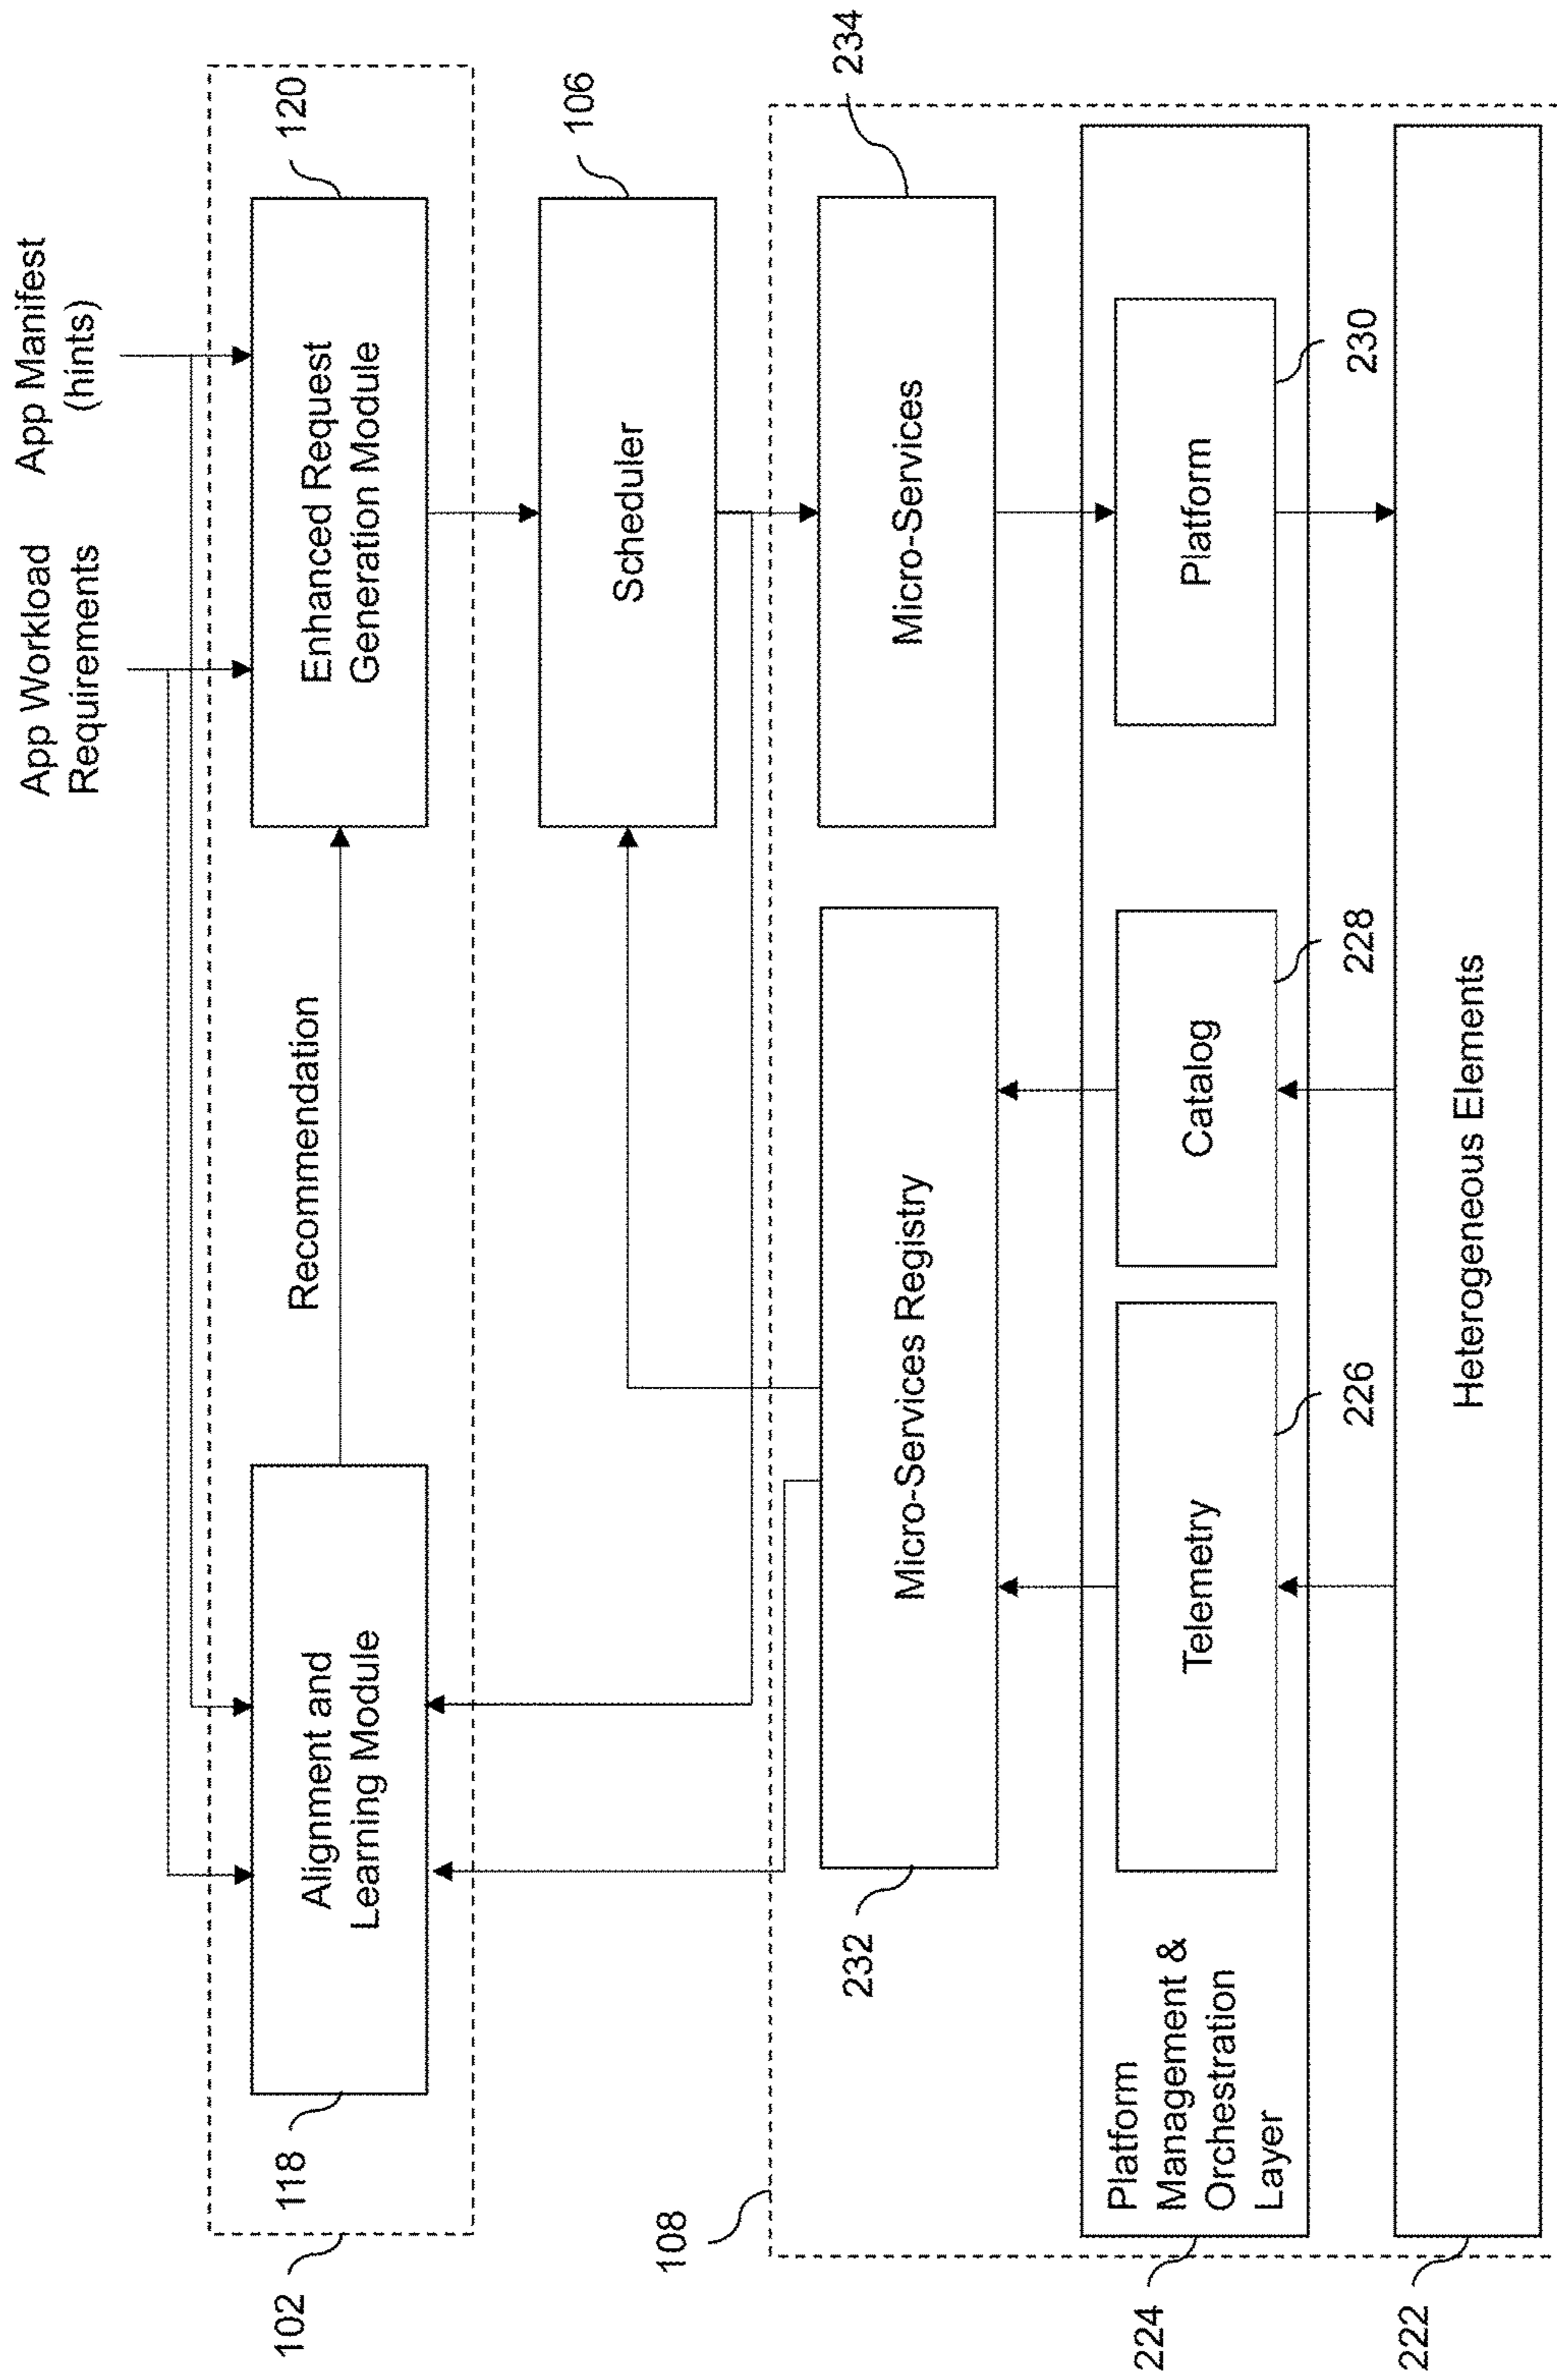 App Workload
Requirements
App Manifest
(hints)
102
118
Alignment and
Learning Module
Recommendation
Enhanced Request
Generation Module
120
Scheduler
106
108
232
Micro-Services Registry
Micro-Services
234
224
Platform
Management &
Orchestration
Layer
Telemetry
226
Catalog
228
Platform
230
222
Heterogeneous Elements